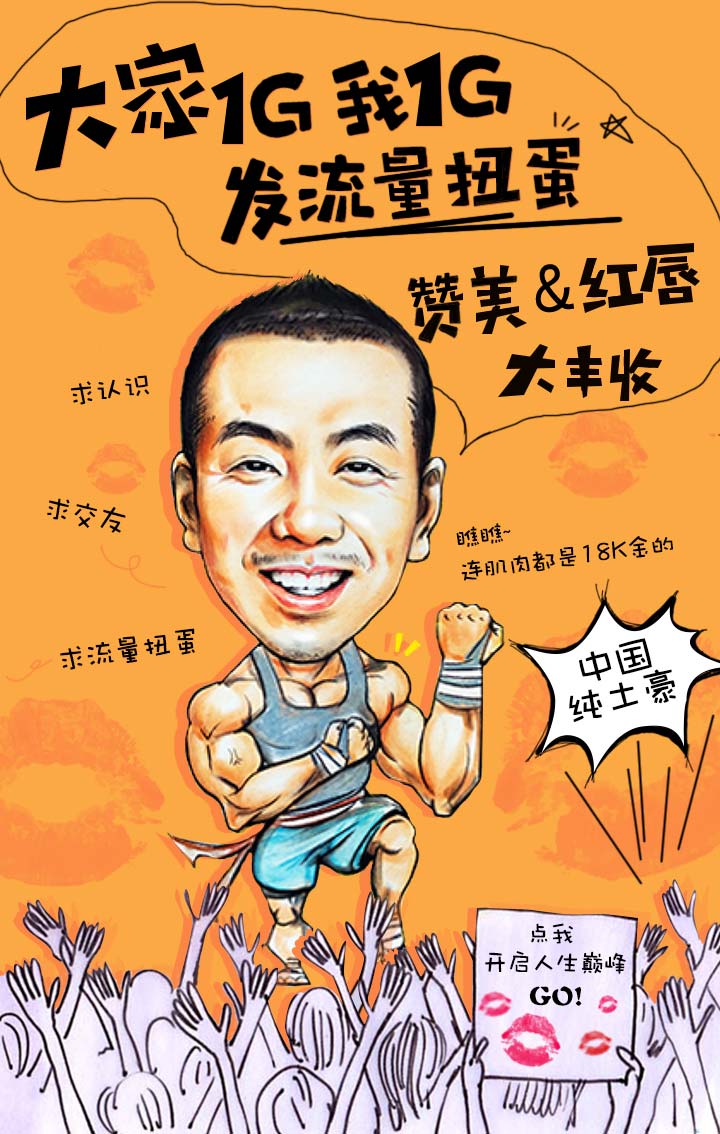 大家1G 我1G
发流量扭蛋
赞美&红唇
大丰收
求认识
求交友
求流量扭蛋
瞧瞧~
连肌肉都是18K金的
中国
纯土豪
点我
开启人生巅峰
GO!